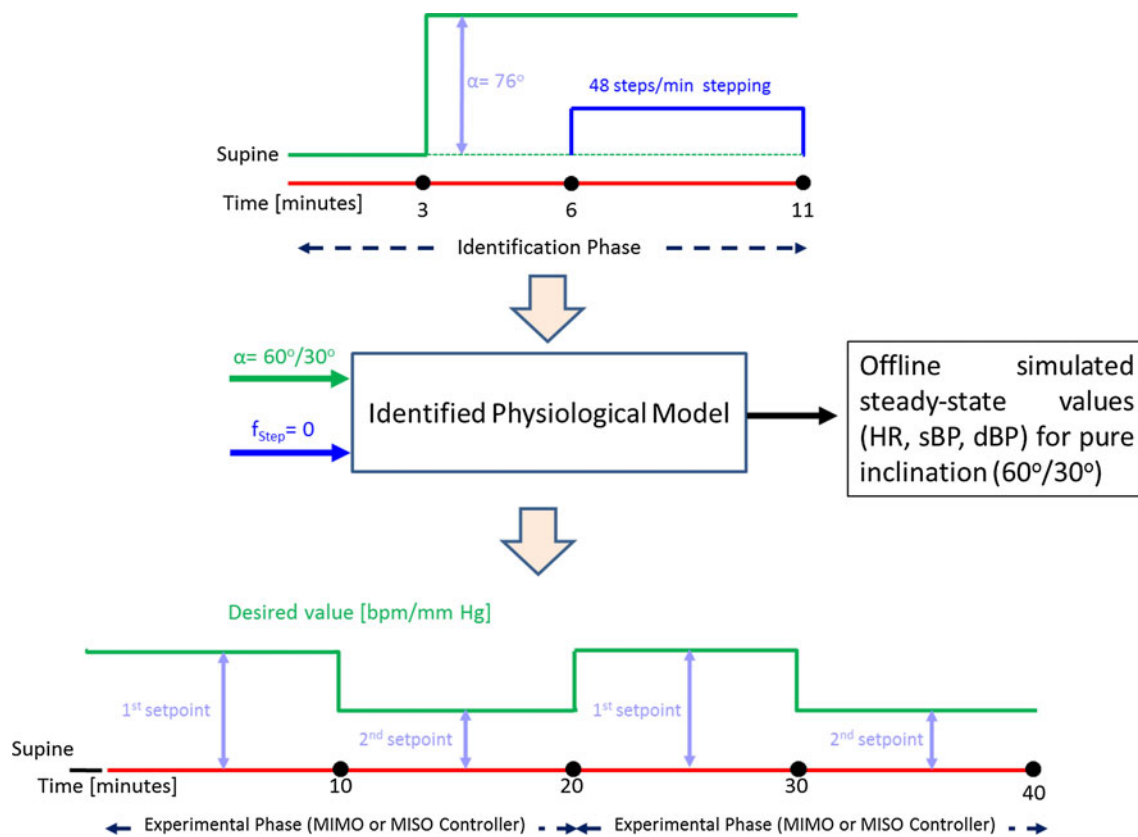 α= 76°
48 steps/min stepping
Supine
Time [minutes]
3
6
11
Identification Phase
α= 60°/30°
fStep= 0
Identified Physiological Model
Offline simulated
steady-state values
(HR, sBP, dBP) for pure
inclination (60°/30°)
Desired value [bpm/mm Hg]
1st setpoint
2nd setpoint
1st setpoint
2nd setpoint
Supine
Time [minutes]
10
20
30
40
Experimental Phase (MIMO or MISO Controller)
Experimental Phase (MIMO or MISO Controller)